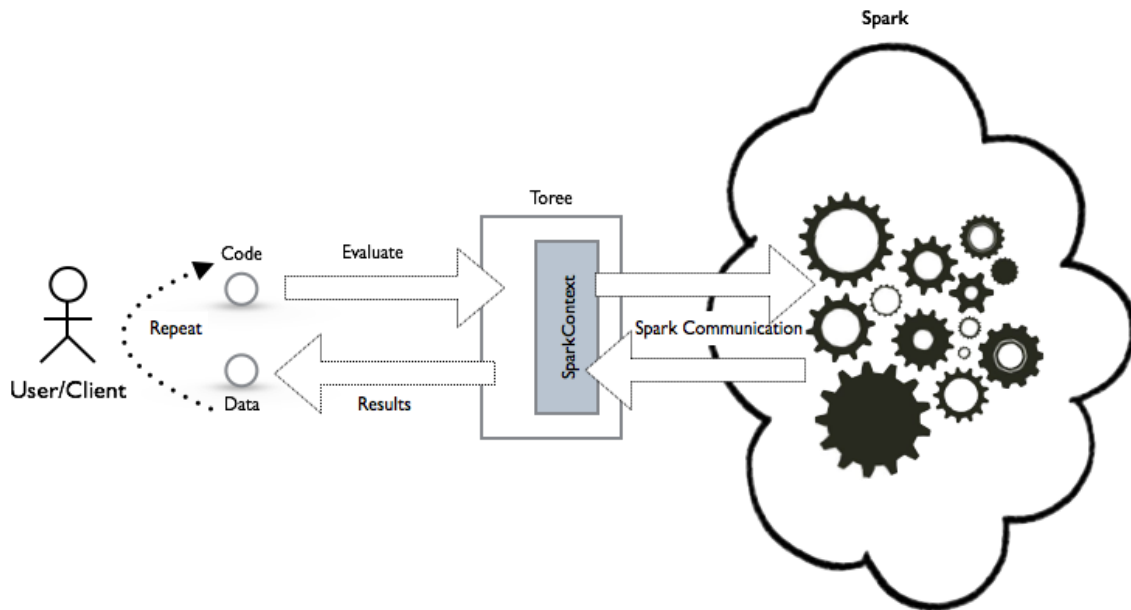 Spark
Toree
Code
Evaluate
Repeat
SparkContext
Spark Communication
User/Client
Data
Results